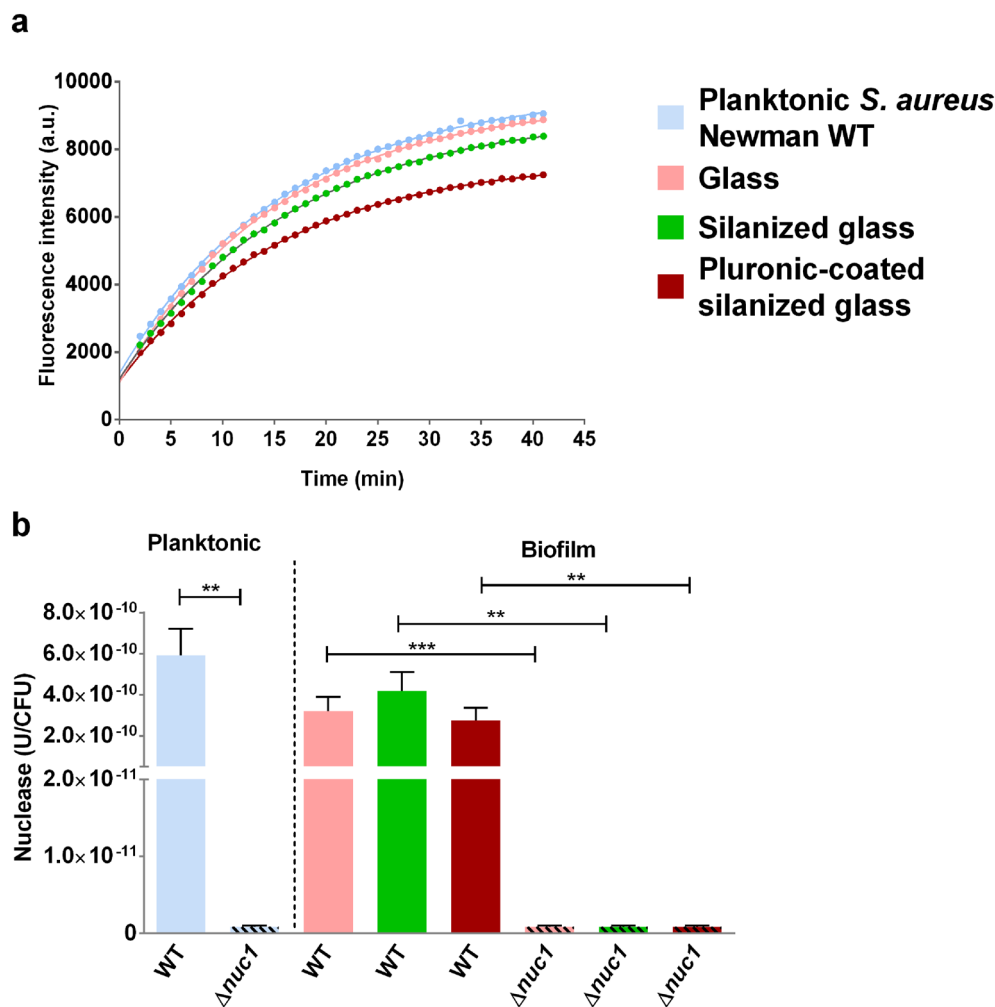 a
10000
8000
6000
4000
2000
0
Fluorescence intensity (a.u.)
0 5 10 15 20 25 30 35 40 45
Time (min)
Planktonic S. aureus
Newman WT
Glass
Silanized glass
Pluronic-coated
silanized glass
b
Planktonic
Biofilm
**
**
**
***
8.0×10⁻¹⁰
6.0×10⁻¹⁰
4.0×10⁻¹⁰
2.0×10⁻¹⁰
2.0×10⁻¹¹
1.0×10⁻¹¹
0
Nuclease (U/CFU)
WT Δnuc1 WT WT WT Δnuc1 Δnuc1 Δnuc1